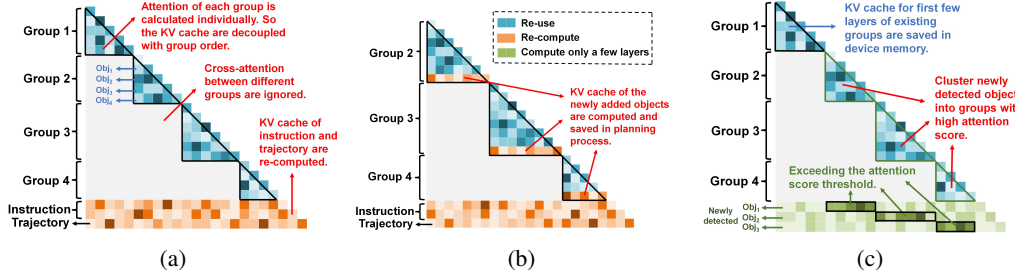 Attention of each group is
calculated individually. So
the KV cache are decoupled
with group order.
Group 1
Group 2
Obj₁
Obj₂
Obj₃
Obj₄
Cross-attention
between different
groups are ignored.
Group 3
KV cache of
instruction and
trajectory are
re-computed.
Group 4
Instruction
Trajectory
(a)
Re-use
Re-compute
Compute only a few layers
Group 2
KV cache of the
newly added objects
are computed and
saved in planning
process.
Group 3
Group 4
Instruction
Trajectory
(b)
KV cache for first few
layers of existing
groups are saved in
device memory.
Group 1
Group 2
Cluster newly
detected object
into groups with
high attention
score.
Group 3
Exceeding the attention
score threshold.
Group 4
Newly
detected
Obj₁
Obj₂
Obj₃
(c)